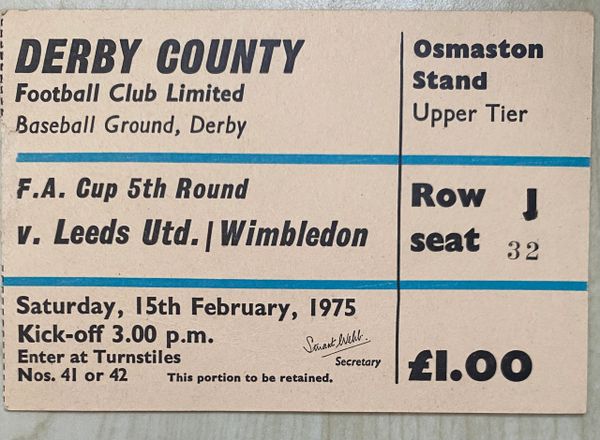 DERBY COUNTY
Football Club Limited
Baseball Ground, Derby
F.A. Cup 5th Round
v. Leeds Utd. | Wimbledon
Saturday, 15th February, 1975
Kick-off 3.00 p.m.
Enter at Turnstiles
Nos. 41 or 42
This portion to be retained.
Stuart Webb.
Secretary
Osmaston
Stand
Upper Tier
Row J
seat 32
£1.00